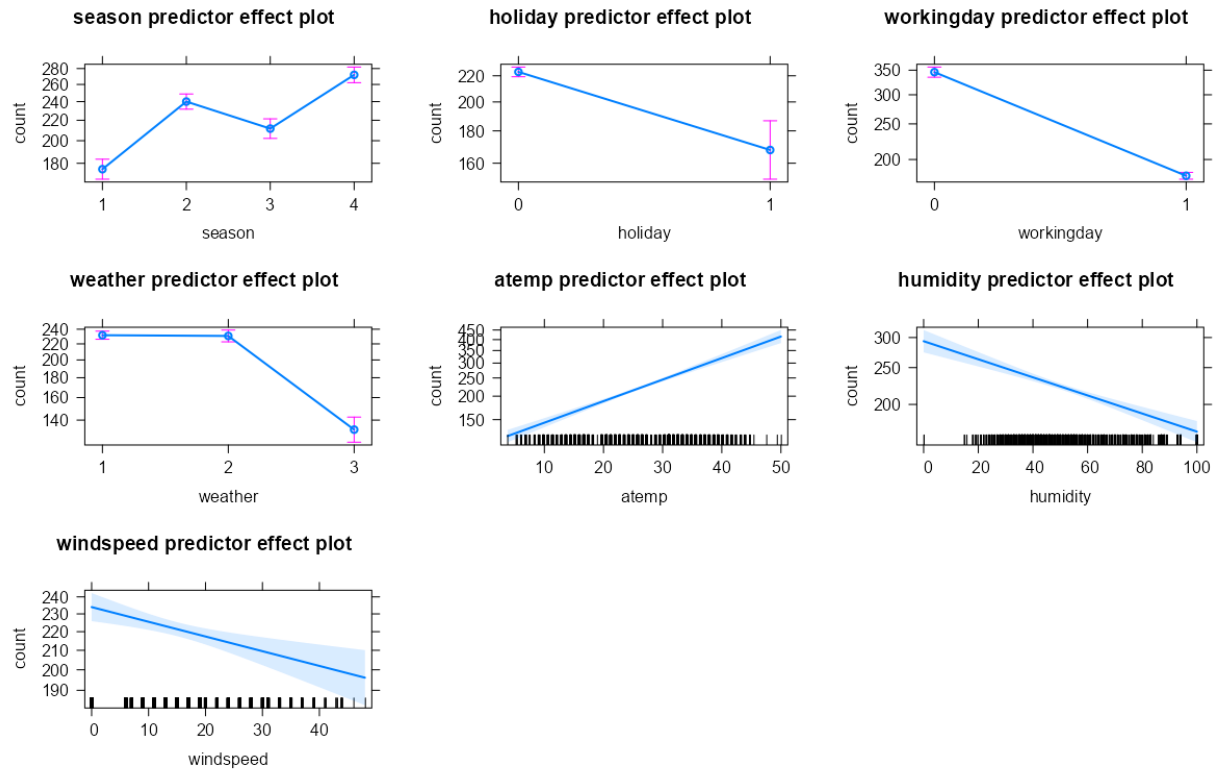 season predictor effect plot
count
280
260
240
220
200
180
1 2 3 4
season
holiday predictor effect plot
count
220
200
180
160
0 1
holiday
workingday predictor effect plot
count
350
300
250
200
0 1
workingday
weather predictor effect plot
count
240
220
200
180
160
140
1 2 3
weather
atemp predictor effect plot
count
450
400
350
300
250
200
150
10 20 30 40 50
atemp
humidity predictor effect plot
count
300
250
200
0 20 40 60 80 100
humidity
windspeed predictor effect plot
count
240
230
220
210
200
190
0 10 20 30 40
windspeed